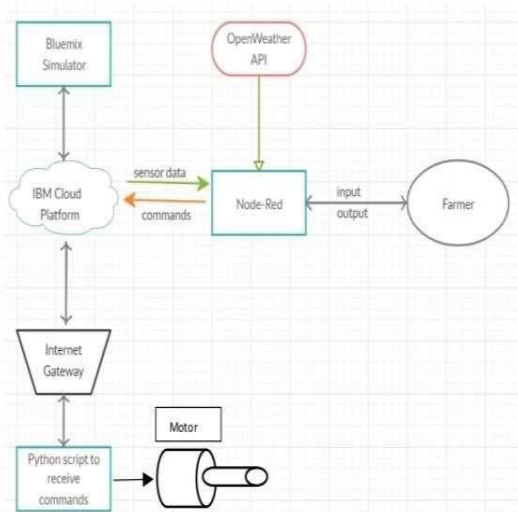 Bluemix
Simulator
OpenWeather
API
sensor data
IBM Cloud
Platform
commands
Node-Red
input
output
Farmer
Internet
Gateway
Motor
Python script to
receive
commands